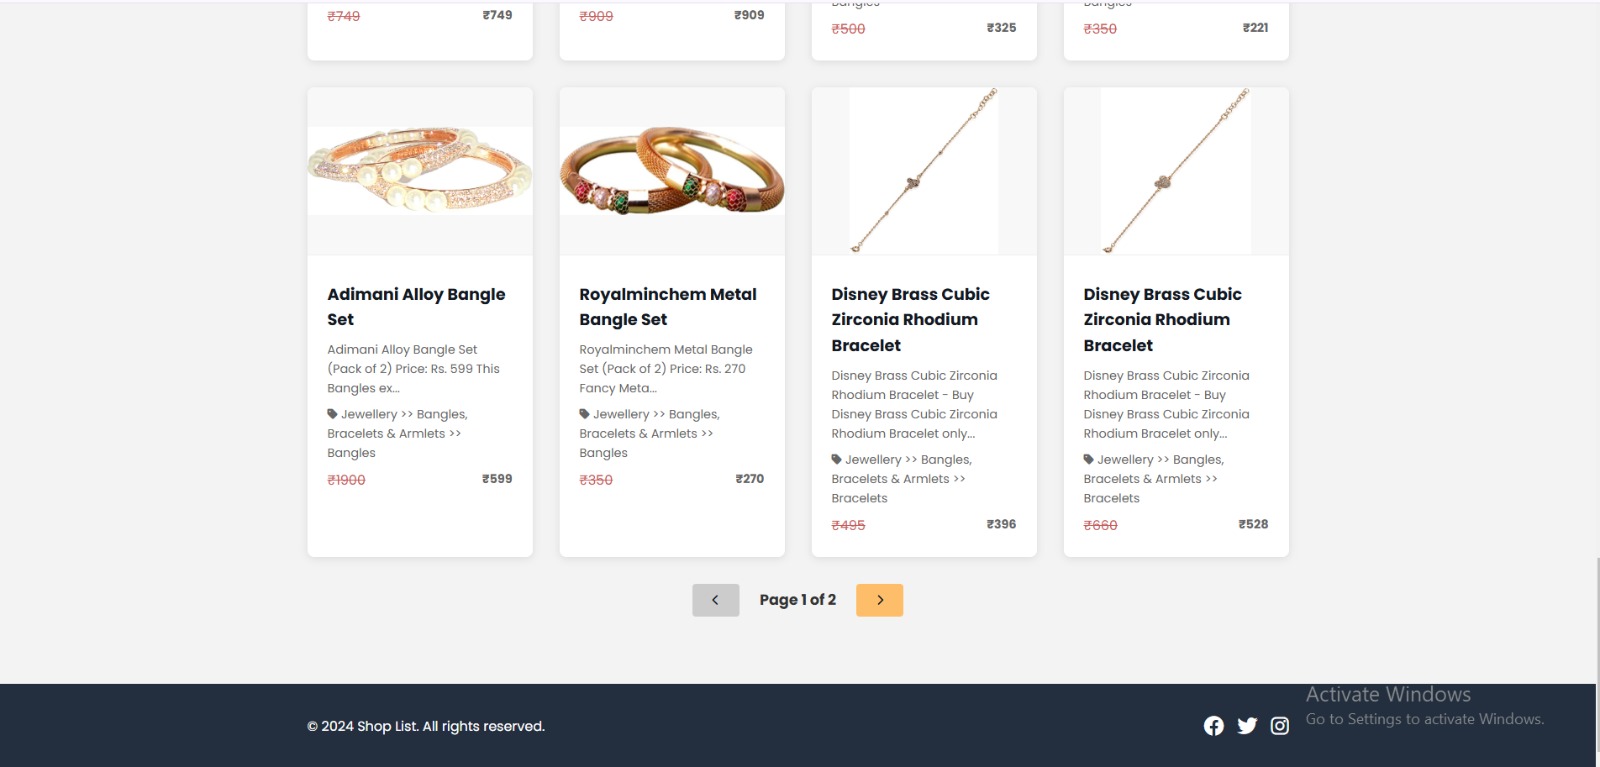 Bangles
Bangles
₹749 ₹749
₹909 ₹909
₹500 ₹325
₹350 ₹221
Adimani Alloy Bangle
Set
Adimani Alloy Bangle Set
(Pack of 2) Price: Rs. 599 This
Bangles ex...
Jewellery >> Bangles,
Bracelets & Armlets >>
Bangles
₹1900 ₹599
Royalminchem Metal
Bangle Set
Royalminchem Metal Bangle
Set (Pack of 2) Price: Rs. 270
Fancy Meta...
Jewellery >> Bangles,
Bracelets & Armlets >>
Bangles
₹350 ₹270
Disney Brass Cubic
Zirconia Rhodium
Bracelet
Disney Brass Cubic Zirconia
Rhodium Bracelet - Buy
Disney Brass Cubic Zirconia
Rhodium Bracelet only...
Jewellery >> Bangles,
Bracelets & Armlets >>
Bracelets
₹495 ₹396
Disney Brass Cubic
Zirconia Rhodium
Bracelet
Disney Brass Cubic Zirconia
Rhodium Bracelet - Buy
Disney Brass Cubic Zirconia
Rhodium Bracelet only...
Jewellery >> Bangles,
Bracelets & Armlets >>
Bracelets
₹660 ₹528
Page 1 of 2
© 2024 Shop List. All rights reserved.
Activate Windows
Go to Settings to activate Windows.